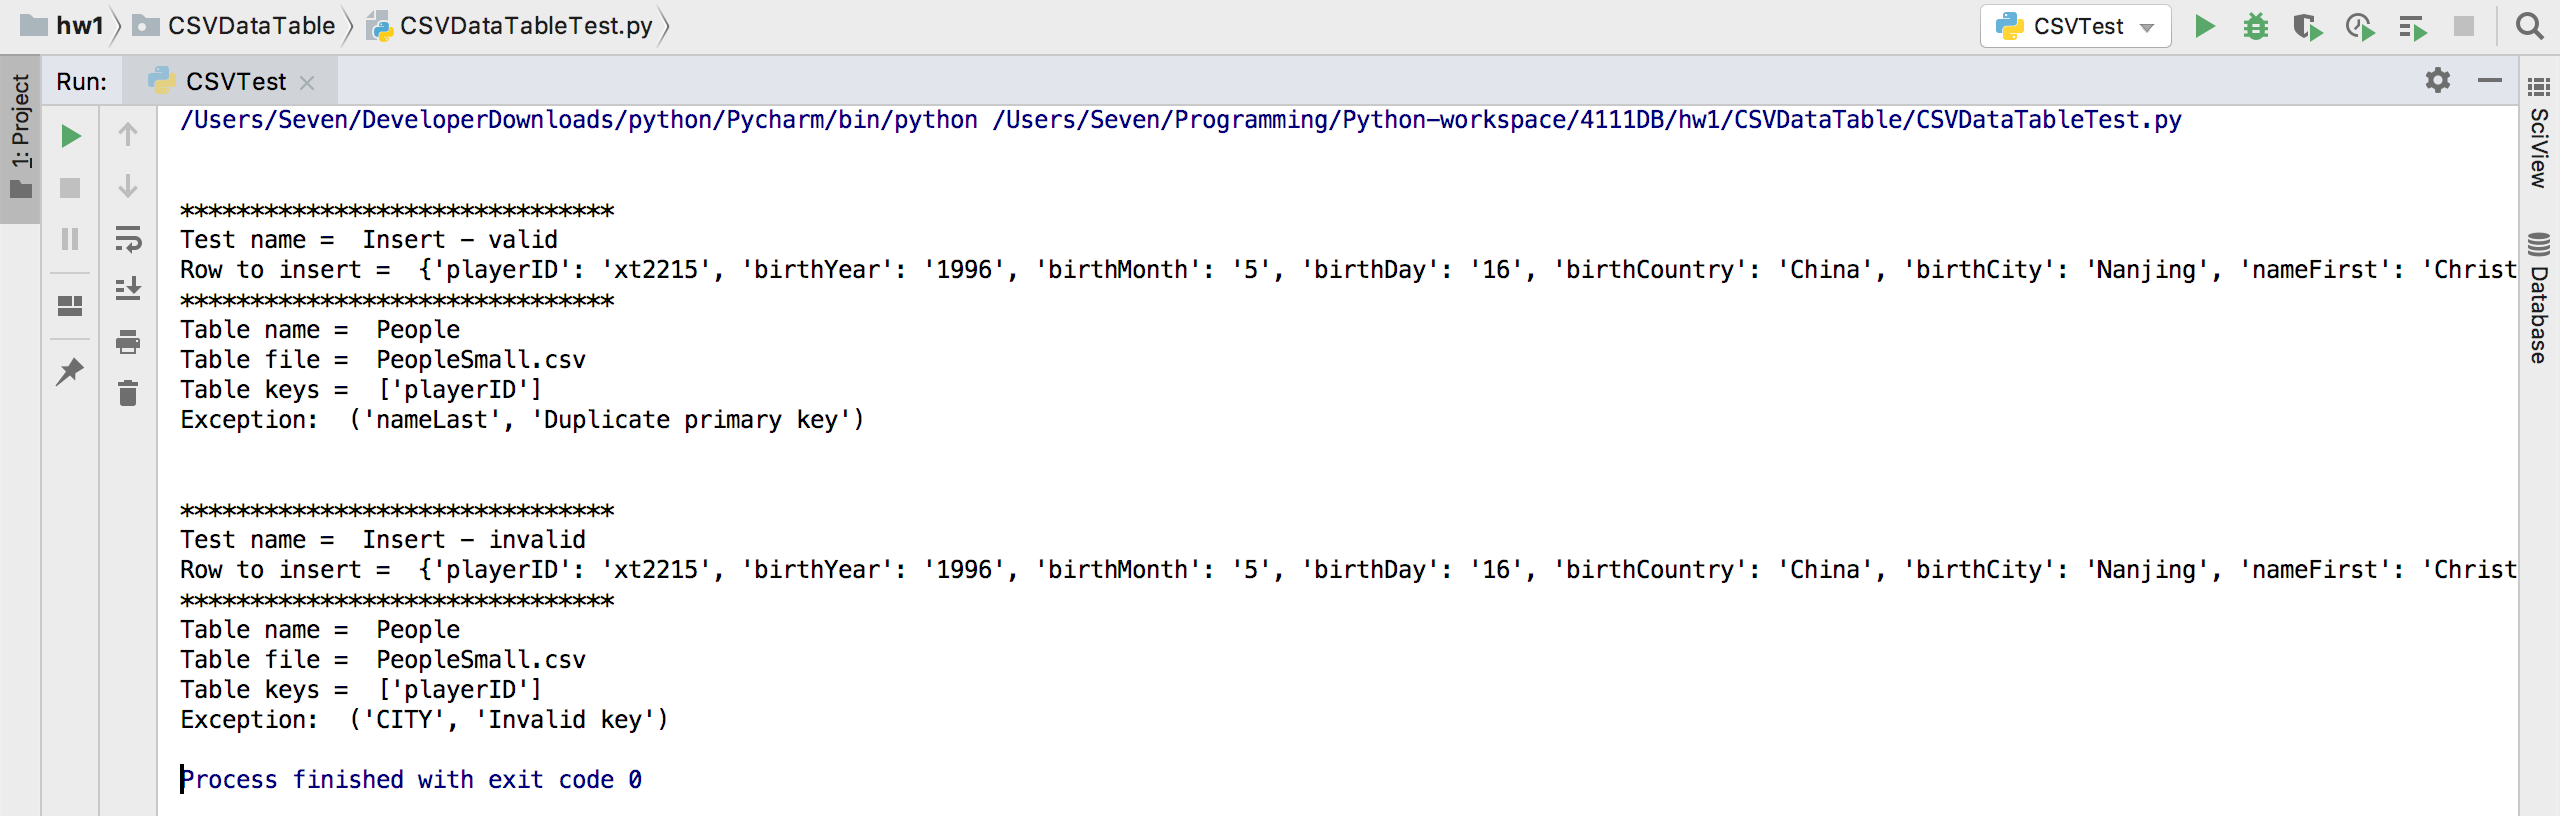 hw1 CSVDataTable CSVDataTableTest.py CSVTest
Run: CSVTest
1: Project
SciView
Database
/Users/Seven/DeveloperDownloads/python/Pycharm/bin/python /Users/Seven/Programming/Python-workspace/4111DB/hw1/CSVDataTable/CSVDataTableTest.py
*******************************
Test name =  Insert - valid
Row to insert =  {'playerID': 'xt2215', 'birthYear': '1996', 'birthMonth': '5', 'birthDay': '16', 'birthCountry': 'China', 'birthCity': 'Nanjing', 'nameFirst': 'Christ
*******************************
Table name =  People
Table file =  PeopleSmall.csv
Table keys =  ['playerID']
Exception:  ('nameLast', 'Duplicate primary key')
*******************************
Test name =  Insert - invalid
Row to insert =  {'playerID': 'xt2215', 'birthYear': '1996', 'birthMonth': '5', 'birthDay': '16', 'birthCountry': 'China', 'birthCity': 'Nanjing', 'nameFirst': 'Christ
*******************************
Table name =  People
Table file =  PeopleSmall.csv
Table keys =  ['playerID']
Exception:  ('CITY', 'Invalid key')
Process finished with exit code 0